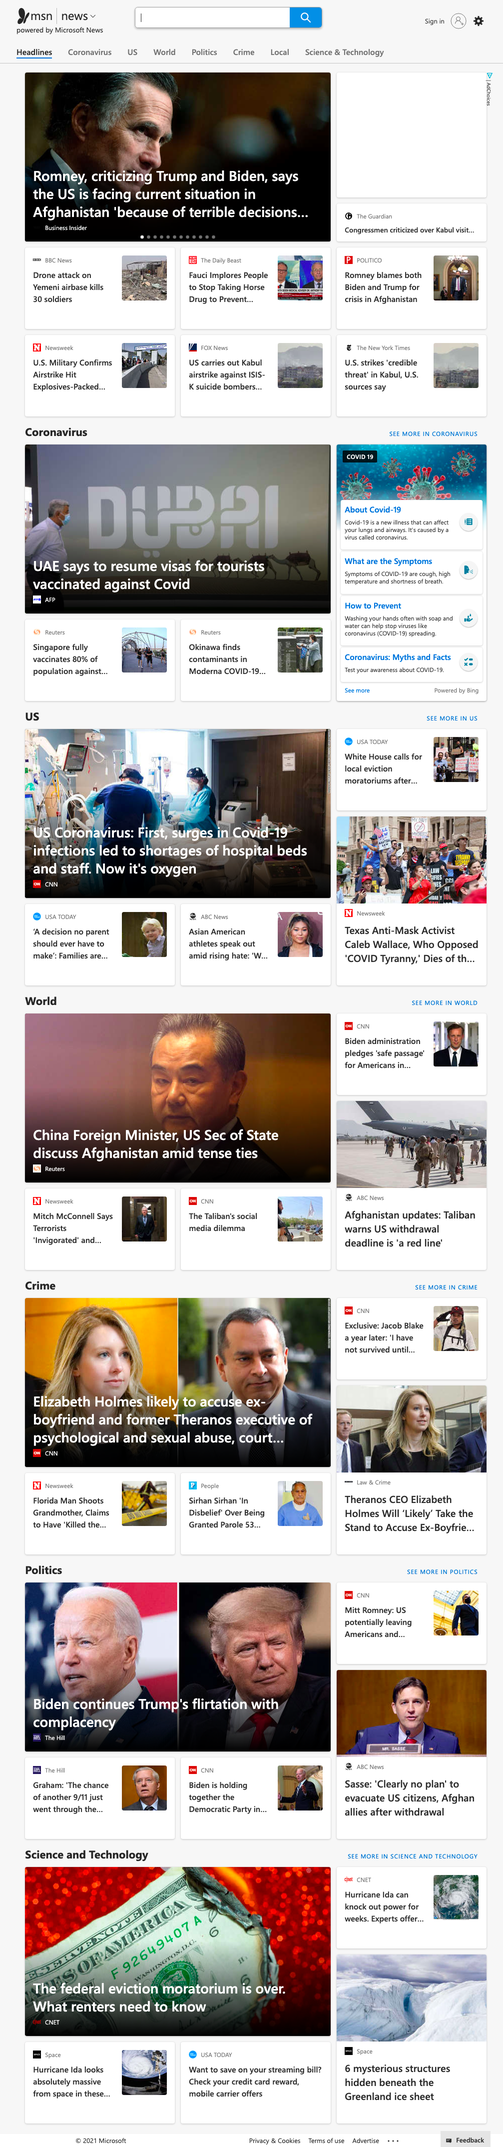 msn | news
powered by Microsoft News
Sign in
Headlines Coronavirus US World Politics Crime Local Science & Technology
Romney, criticizing Trump and Biden, says
the US is facing current situation in
Afghanistan 'because of terrible decisions...
Business Insider
AdChoices
The Guardian
Congressmen criticized over Kabul visit...
BBC News
Drone attack on
Yemeni airbase kills
30 soldiers
The Daily Beast
Fauci Implores People
to Stop Taking Horse
Drug to Prevent...
POLITICO
Romney blames both
Biden and Trump for
crisis in Afghanistan
Newsweek
U.S. Military Confirms
Airstrike Hit
Explosives-Packed...
FOX News
US carries out Kabul
airstrike against ISIS-
K suicide bombers...
The New York Times
U.S. strikes 'credible
threat' in Kabul, U.S.
sources say
Coronavirus
SEE MORE IN CORONAVIRUS
DUBAI
UAE says to resume visas for tourists
vaccinated against Covid
AFP
COVID 19
About Covid-19
Covid-19 is a new illness that can affect
your lungs and airways. It's caused by a
virus called coronavirus.
What are the Symptoms
Symptoms of COVID-19 are cough, high
temperature and shortness of breath.
How to Prevent
Washing your hands often with soap and
water can help stop viruses like
coronavirus (COVID-19) spreading.
Coronavirus: Myths and Facts
Test your awareness about COVID-19.
See more
Powered by Bing
Reuters
Singapore fully
vaccinates 80% of
population against...
Reuters
Okinawa finds
contaminants in
Moderna COVID-19...
US
SEE MORE IN US
US Coronavirus: First, surges in Covid-19
infections led to shortages of hospital beds
and staff. Now it's oxygen
CNN
USA TODAY
White House calls for
local eviction
moratoriums after...
Newsweek
Texas Anti-Mask Activist
Caleb Wallace, Who Opposed
'COVID Tyranny,' Dies of th...
USA TODAY
'A decision no parent
should ever have to
make': Families are...
ABC News
Asian American
athletes speak out
amid rising hate: 'W...
World
SEE MORE IN WORLD
China Foreign Minister, US Sec of State
discuss Afghanistan amid tense ties
Reuters
CNN
Biden administration
pledges 'safe passage'
for Americans in...
ABC News
Afghanistan updates: Taliban
warns US withdrawal
deadline is 'a red line'
Newsweek
Mitch McConnell Says
Terrorists
'Invigorated' and...
CNN
The Taliban's social
media dilemma
Crime
SEE MORE IN CRIME
Elizabeth Holmes likely to accuse ex-
boyfriend and former Theranos executive of
psychological and sexual abuse, court...
CNN
CNN
Exclusive: Jacob Blake
a year later: 'I have
not survived until...
Law & Crime
Theranos CEO Elizabeth
Holmes Will 'Likely' Take the
Stand to Accuse Ex-Boyfrie...
Newsweek
Florida Man Shoots
Grandmother, Claims
to Have 'Killed the...
People
Sirhan Sirhan 'In
Disbelief' Over Being
Granted Parole 53...
Politics
SEE MORE IN POLITICS
Biden continues Trump's flirtation with
complacency
The Hill
CNN
Mitt Romney: US
potentially leaving
Americans and...
MR. SASSE
ABC News
Sasse: 'Clearly no plan' to
evacuate US citizens, Afghan
allies after withdrawal
The Hill
Graham: 'The chance
of another 9/11 just
went through the...
CNN
Biden is holding
together the
Democratic Party in...
Science and Technology
SEE MORE IN SCIENCE AND TECHNOLOGY
F 92649407 A
The federal eviction moratorium is over.
What renters need to know
CNET
CNET
Hurricane Ida can
knock out power for
weeks. Experts offer...
Space
6 mysterious structures
hidden beneath the
Greenland ice sheet
Space
Hurricane Ida looks
absolutely massive
from space in these...
USA TODAY
Want to save on your streaming bill?
Check your credit card reward,
mobile carrier offers
© 2021 Microsoft
Privacy & Cookies Terms of use Advertise ...
Feedback